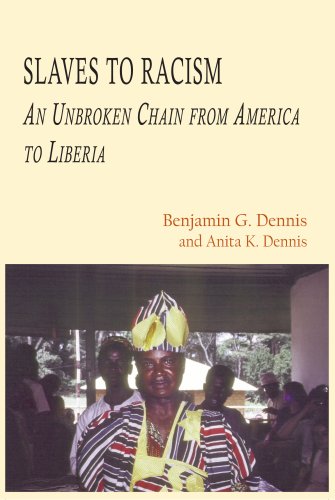 SLAVES TO RACISM
AN UNBROKEN CHAIN FROM AMERICA
TO LIBERIA
Benjamin G. Dennis
and Anita K. Dennis